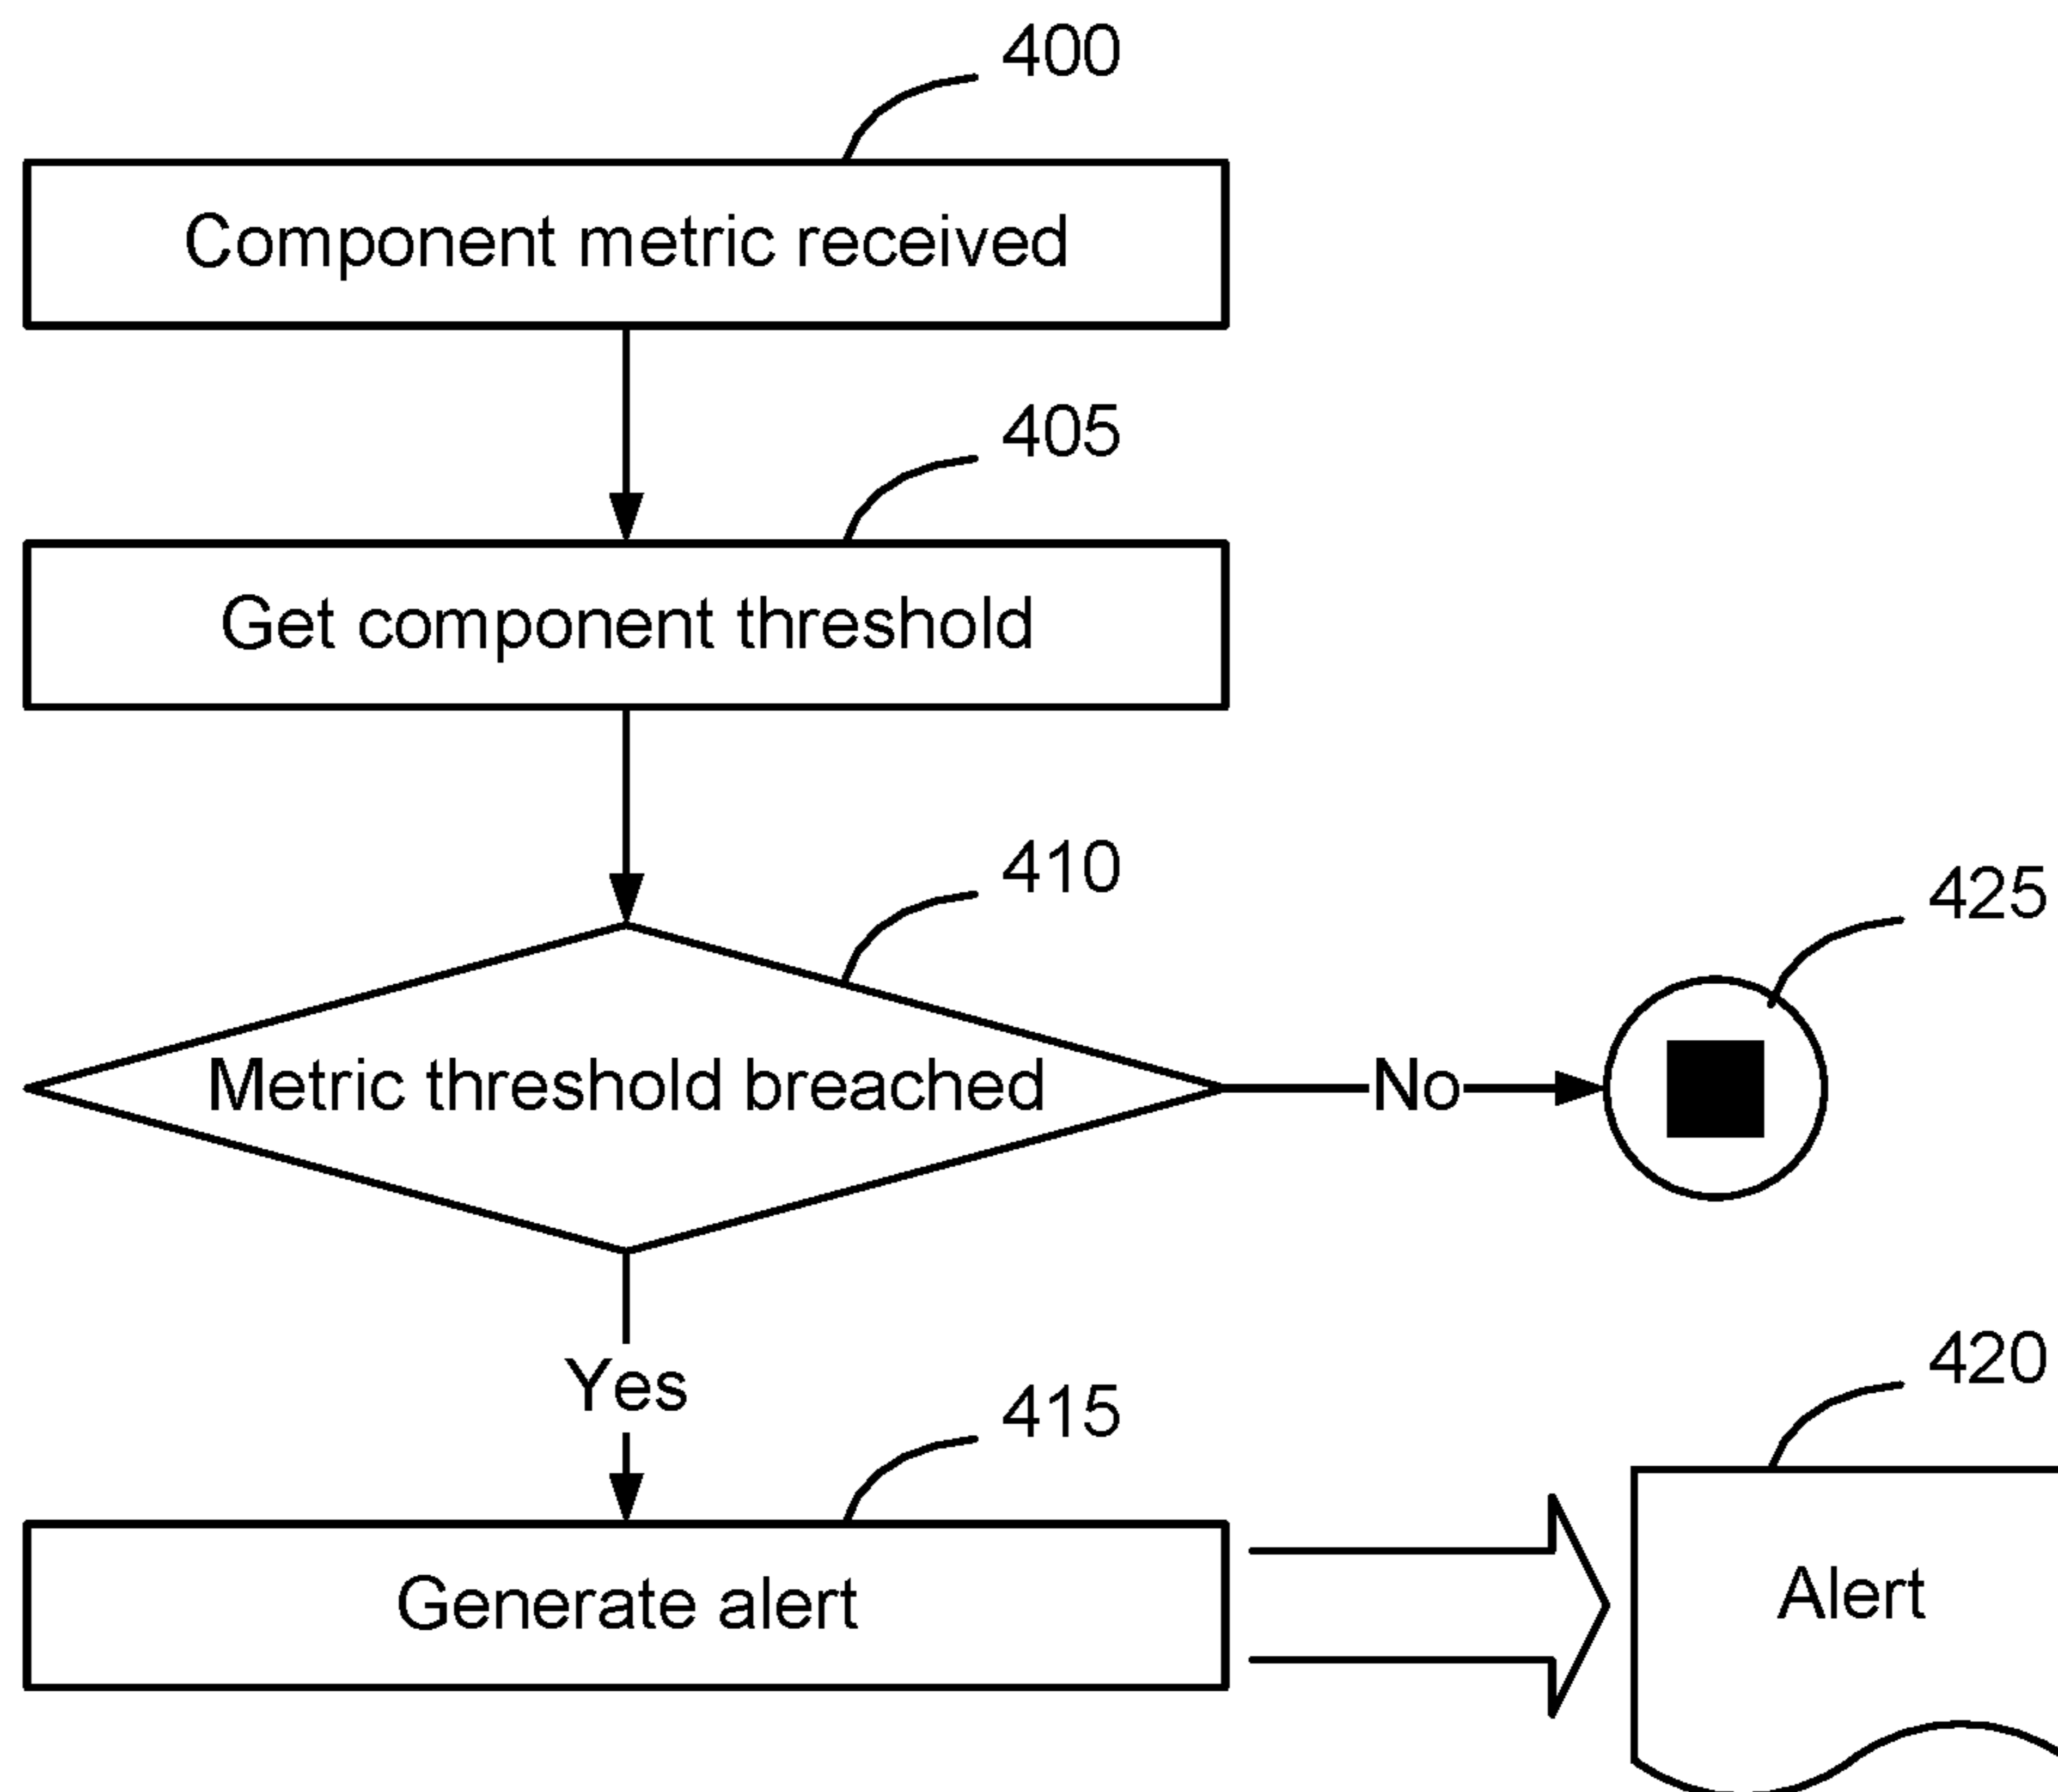 400
Component metric received
405
Get component threshold
410
Metric threshold breached
No
425
Yes
415
Generate alert
420
Alert